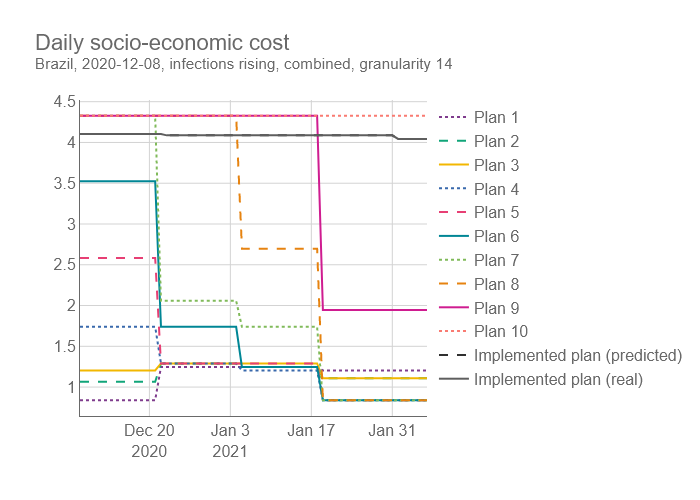 Daily socio-economic cost
Brazil, 2020-12-08, infections rising, combined, granularity 14
4.5
4
3.5
3
2.5
2
1.5
1
Dec 20
2020
Jan 3
2021
Jan 17
Jan 31
Plan 1
Plan 2
Plan 3
Plan 4
Plan 5
Plan 6
Plan 7
Plan 8
Plan 9
Plan 10
Implemented plan (predicted)
Implemented plan (real)